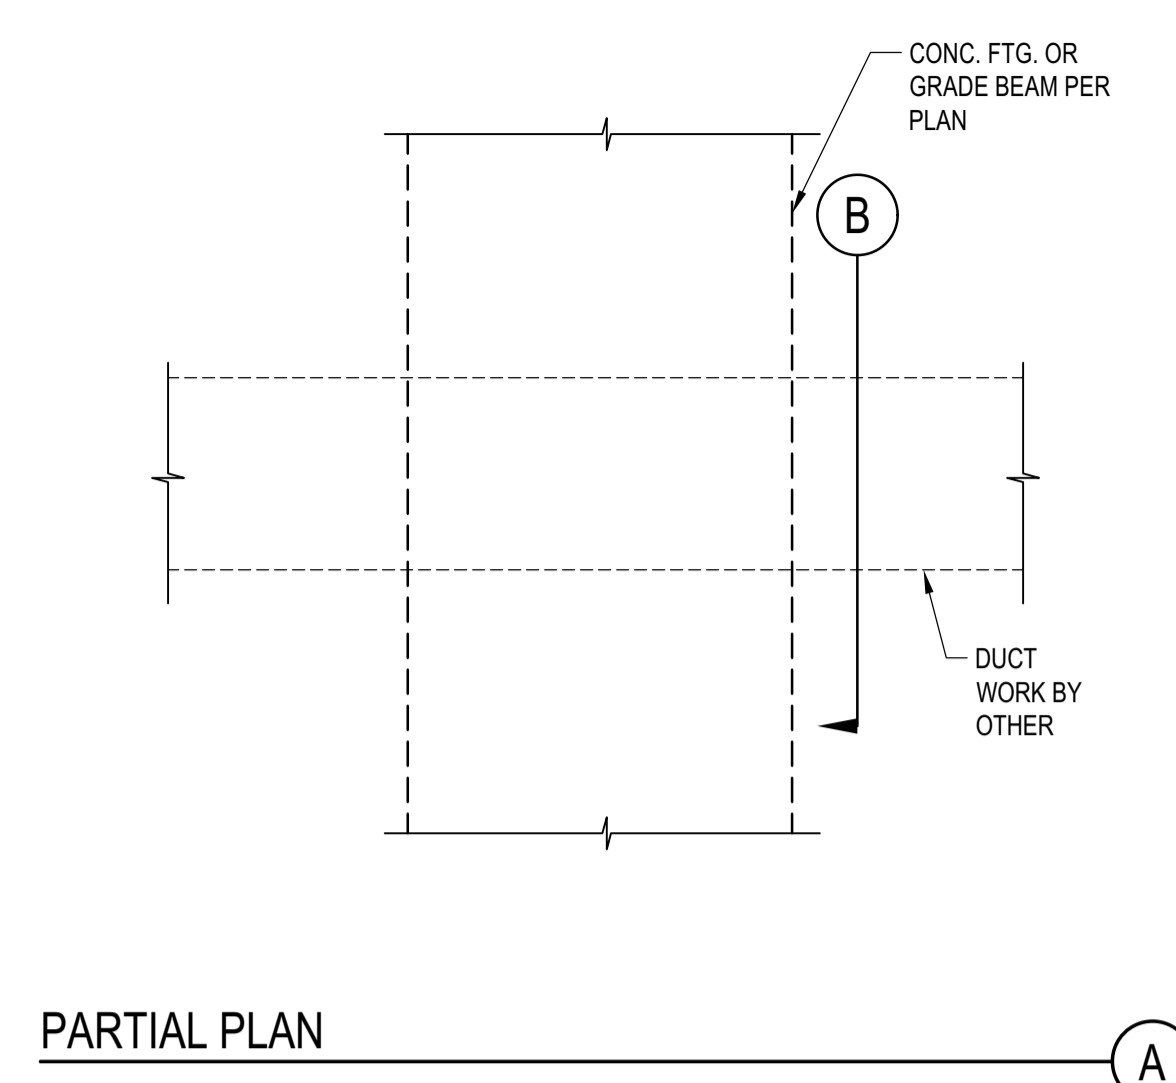 CONC. FTG. OR
GRADE BEAM PER
PLAN
B
DUCT
WORK BY
OTHER
PARTIAL PLAN
A